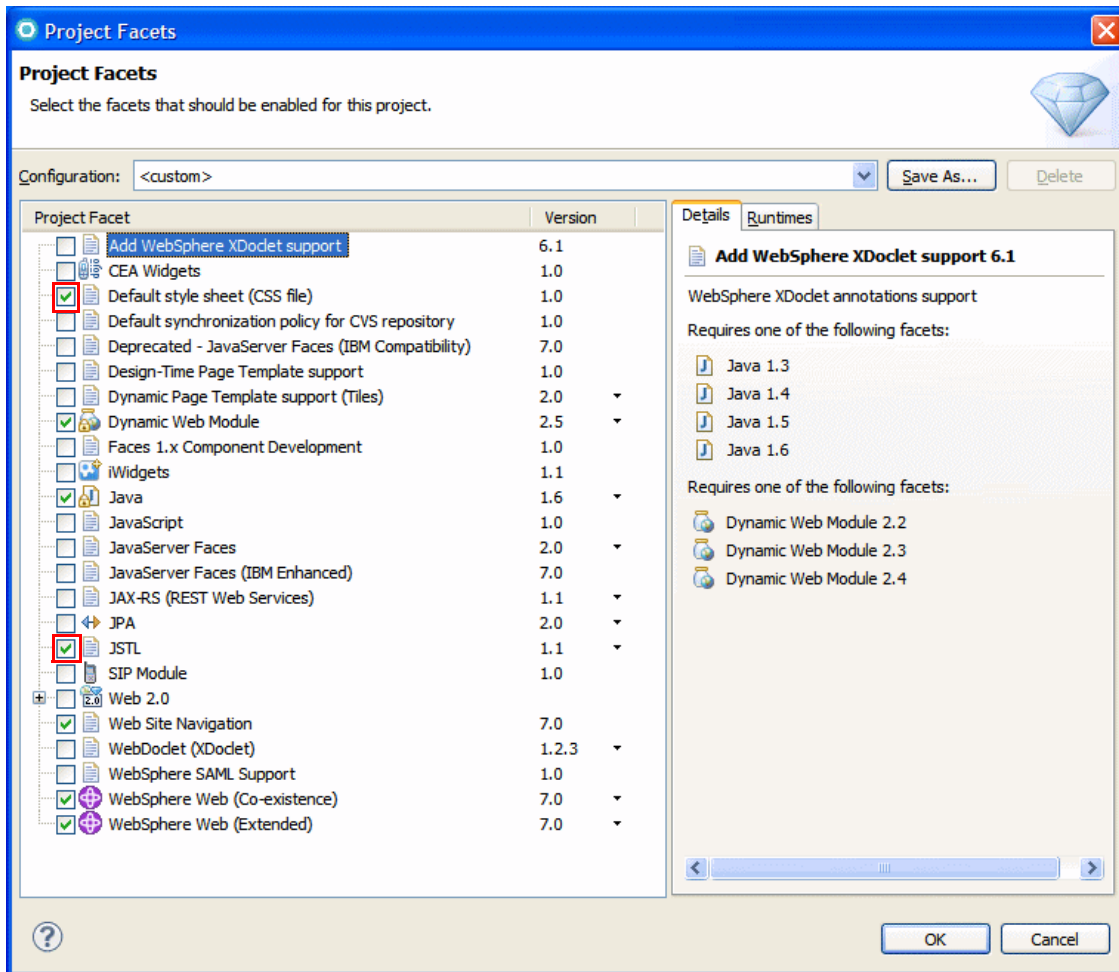 Project Facets
Project Facets
Select the facets that should be enabled for this project.
Configuration: <custom> Save As... Delete
Project Facet Version
Add WebSphere XDoclet support 6.1
CEA Widgets 1.0
Default style sheet (CSS file) 1.0
Default synchronization policy for CVS repository 1.0
Deprecated - JavaServer Faces (IBM Compatibility) 7.0
Design-Time Page Template support 1.0
Dynamic Page Template support (Tiles) 2.0
Dynamic Web Module 2.5
Faces 1.x Component Development 1.0
iWidgets 1.1
Java 1.6
JavaScript 1.0
JavaServer Faces 2.0
JavaServer Faces (IBM Enhanced) 7.0
JAX-RS (REST Web Services) 1.1
JPA 2.0
JSTL 1.1
SIP Module 1.0
2.0 Web 2.0
Web Site Navigation 7.0
WebDoclet (XDoclet) 1.2.3
WebSphere SAML Support 1.0
WebSphere Web (Co-existence) 7.0
WebSphere Web (Extended) 7.0
Details Runtimes
Add WebSphere XDoclet support 6.1
WebSphere XDoclet annotations support
Requires one of the following facets:
Java 1.3
Java 1.4
Java 1.5
Java 1.6
Requires one of the following facets:
Dynamic Web Module 2.2
Dynamic Web Module 2.3
Dynamic Web Module 2.4
? OK Cancel